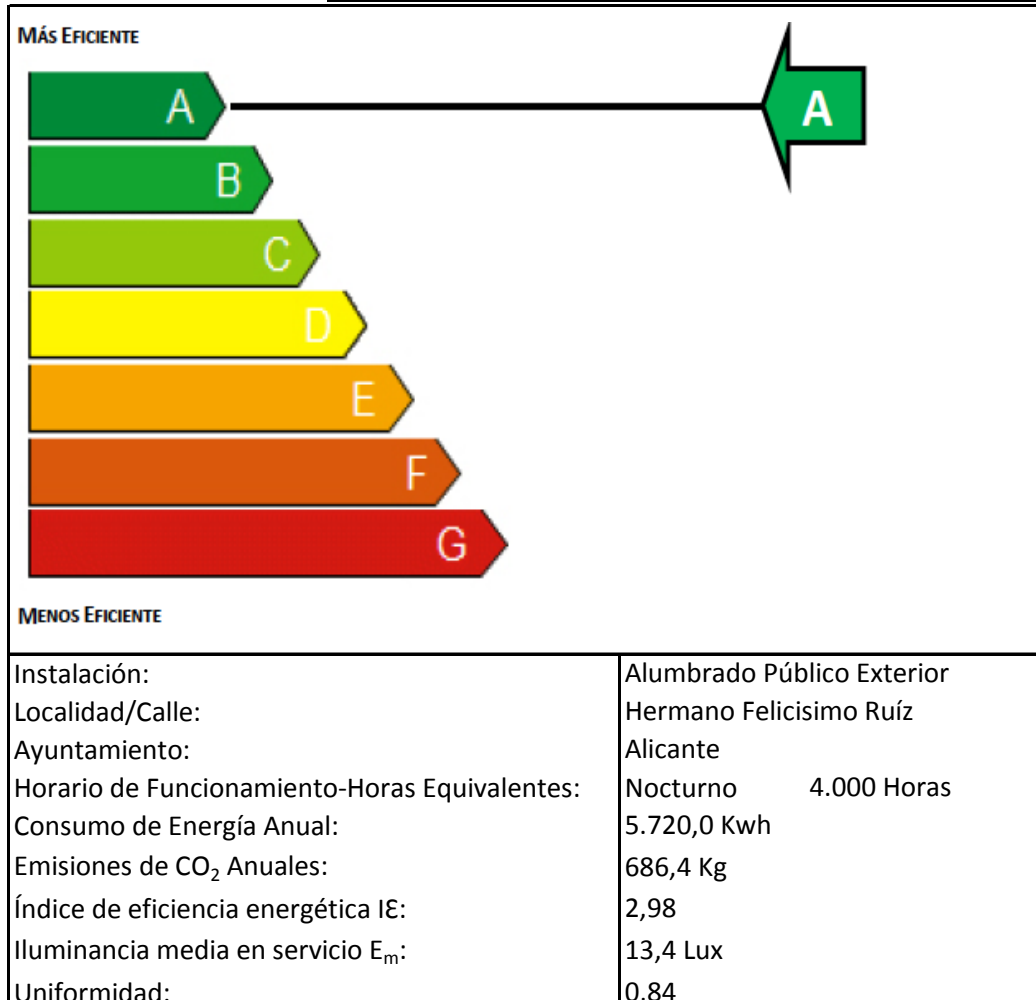 MÁS EFICIENTE
A A
B
C
D
E
F
G
MENOS EFICIENTE
Instalación: Alumbrado Público Exterior
Localidad/Calle: Hermano Felicisimo Ruíz
Ayuntamiento: Alicante
Horario de Funcionamiento-Horas Equivalentes: Nocturno 4.000 Horas
Consumo de Energía Anual: 5.720,0 Kwh
Emisiones de CO₂ Anuales: 686,4 Kg
Índice de eficiencia energética IƐ: 2,98
Iluminancia media en servicio Eₘ: 13,4 Lux
Uniformidad: 0,84